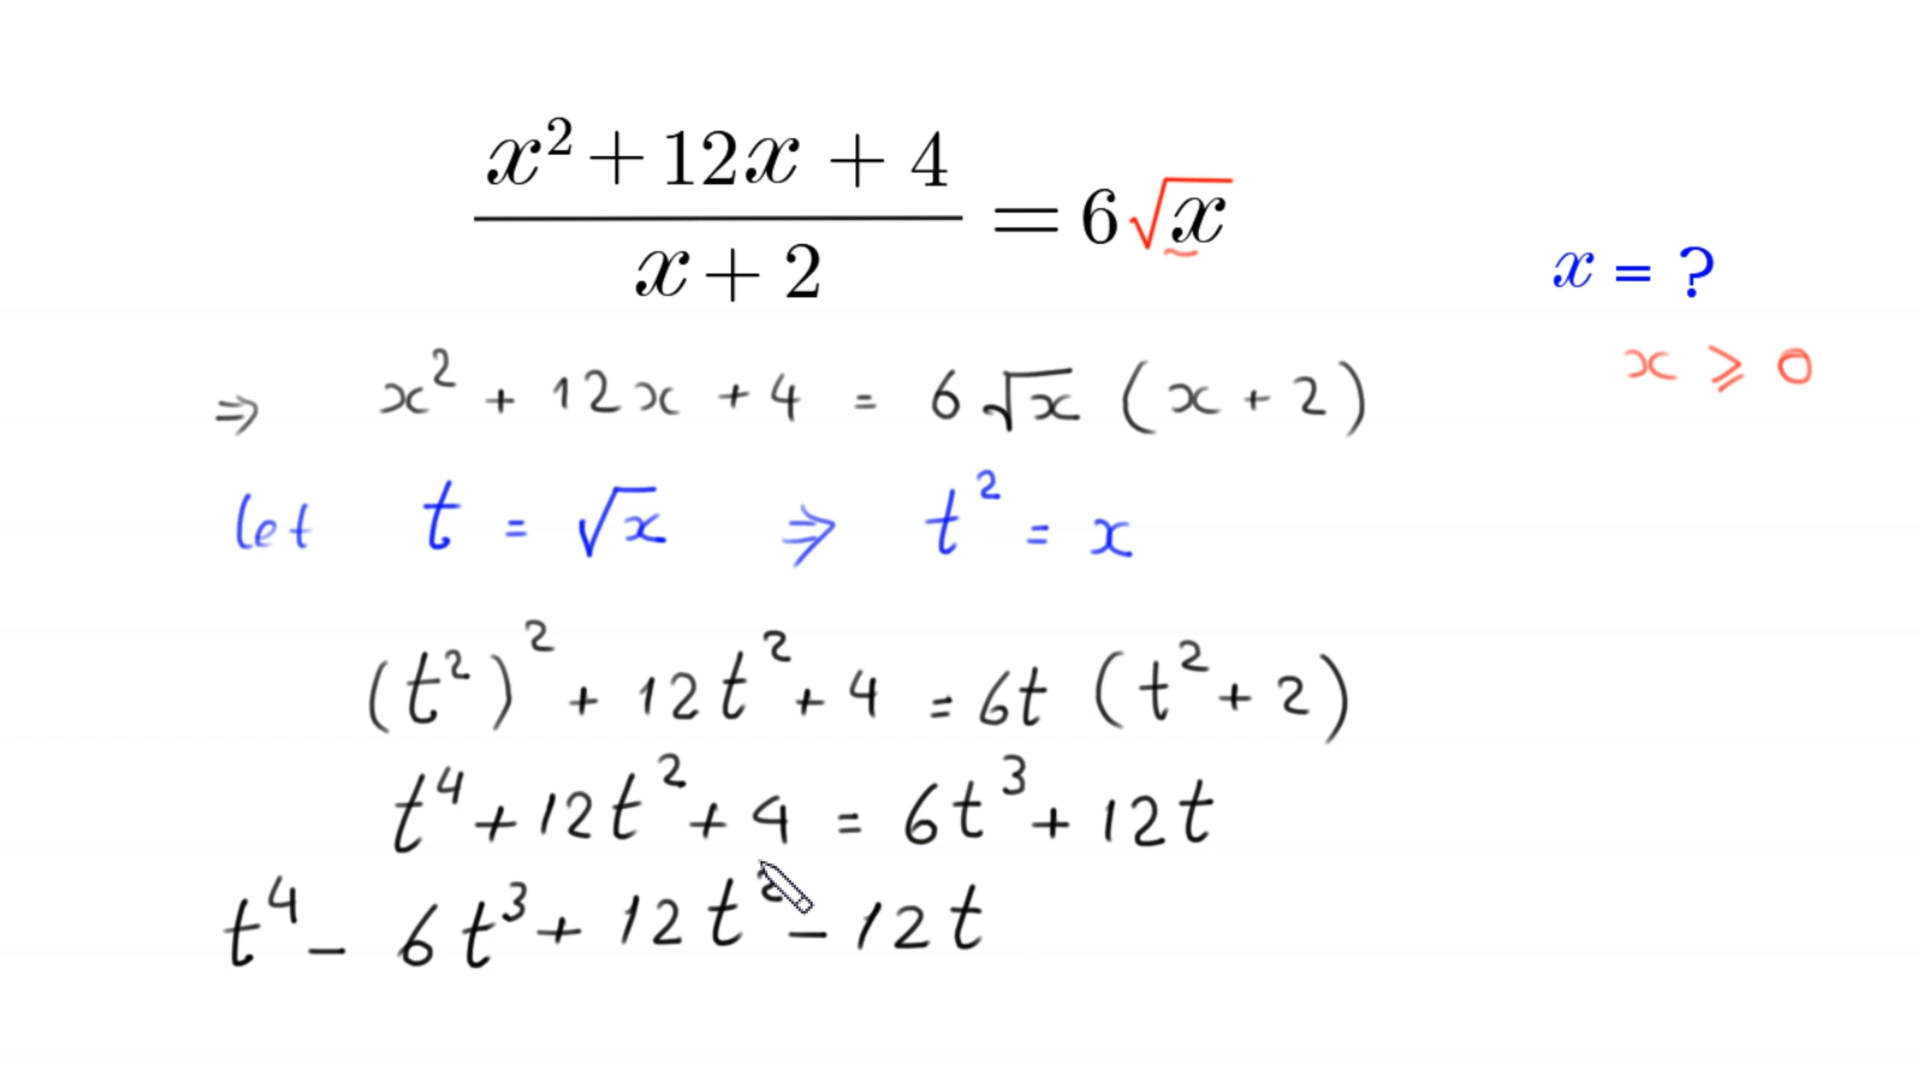 x² + 12x + 4 / x + 2 = 6√x
x = ?
x ⩾ 0
⇒ x² + 12x + 4 = 6√x (x + 2)
let t = √x ⇒ t² = x
(t²)² + 12t² + 4 = 6t (t² + 2)
t⁴ + 12t² + 4 = 6t³ + 12t
t⁴ - 6t³ + 12t² - 12t